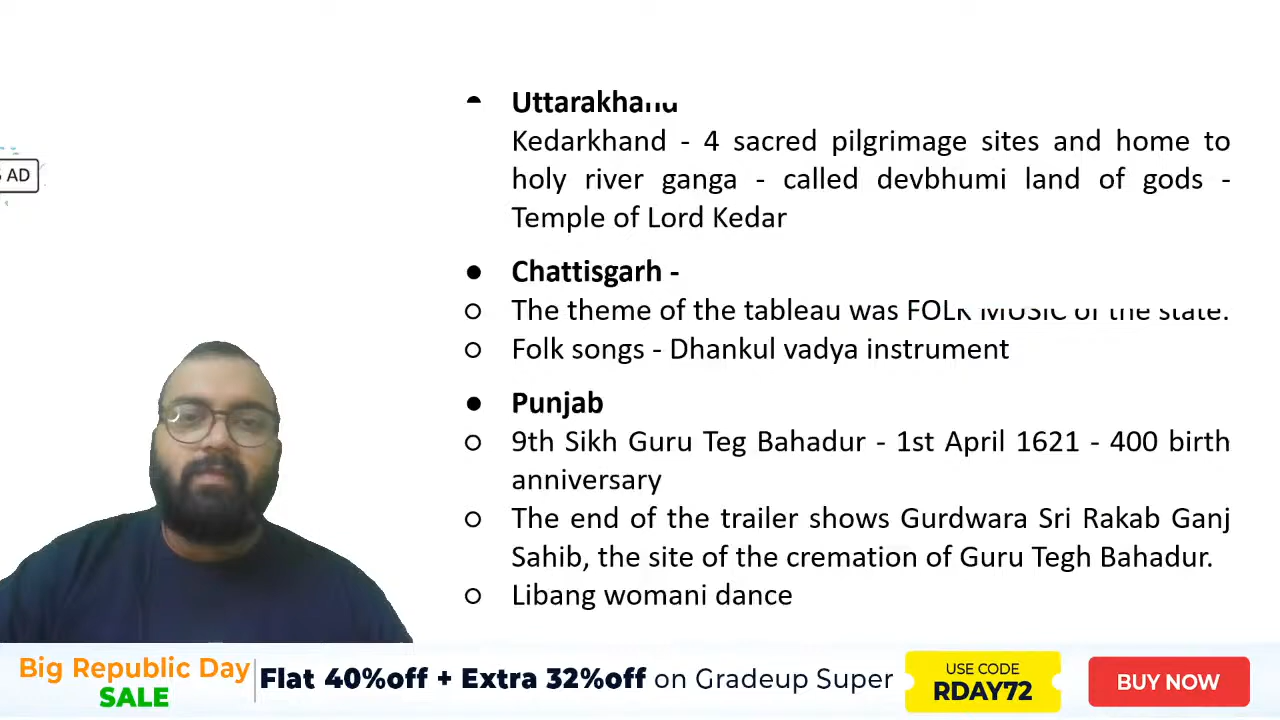 Uttarakhand
Kedarkhand - 4 sacred pilgrimage sites and home to
holy river ganga - called devbhumi land of gods -
Temple of Lord Kedar
AD
● Chattisgarh -
○ The theme of the tableau was FOLK MUSIC of the state.
○ Folk songs - Dhankul vadya instrument
● Punjab
○ 9th Sikh Guru Teg Bahadur - 1st April 1621 - 400 birth
anniversary
○ The end of the trailer shows Gurdwara Sri Rakab Ganj
Sahib, the site of the cremation of Guru Tegh Bahadur.
○ Libang womani dance
Big Republic Day
SALE
Flat 40%off + Extra 32%off on Gradeup Super
USE CODE
RDAY72
BUY NOW